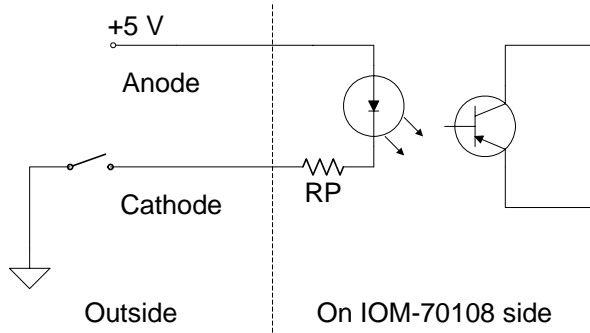 +5 V
Anode
Cathode
RP
Outside
On IOM-70108 side